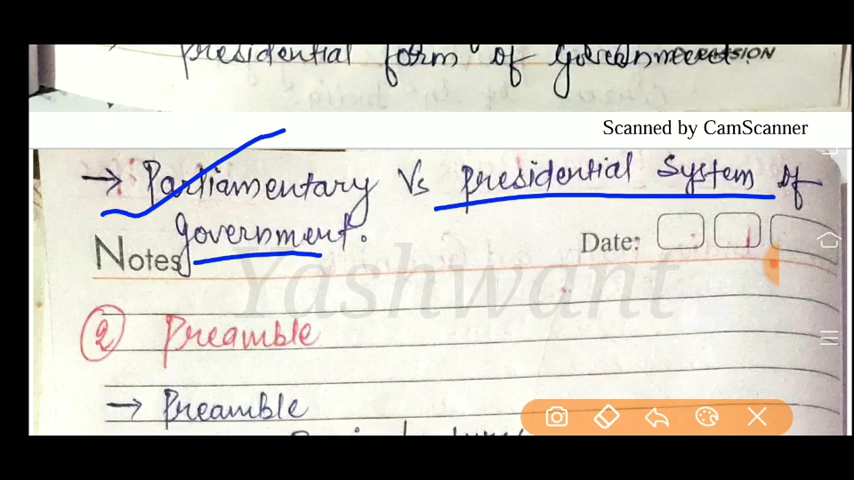 presidential form of Government.
Scanned by CamScanner
→ Parliamentary Vs presidential System of
Government.
Notes
Date:
Yashwant
② Preamble
→ Preamble